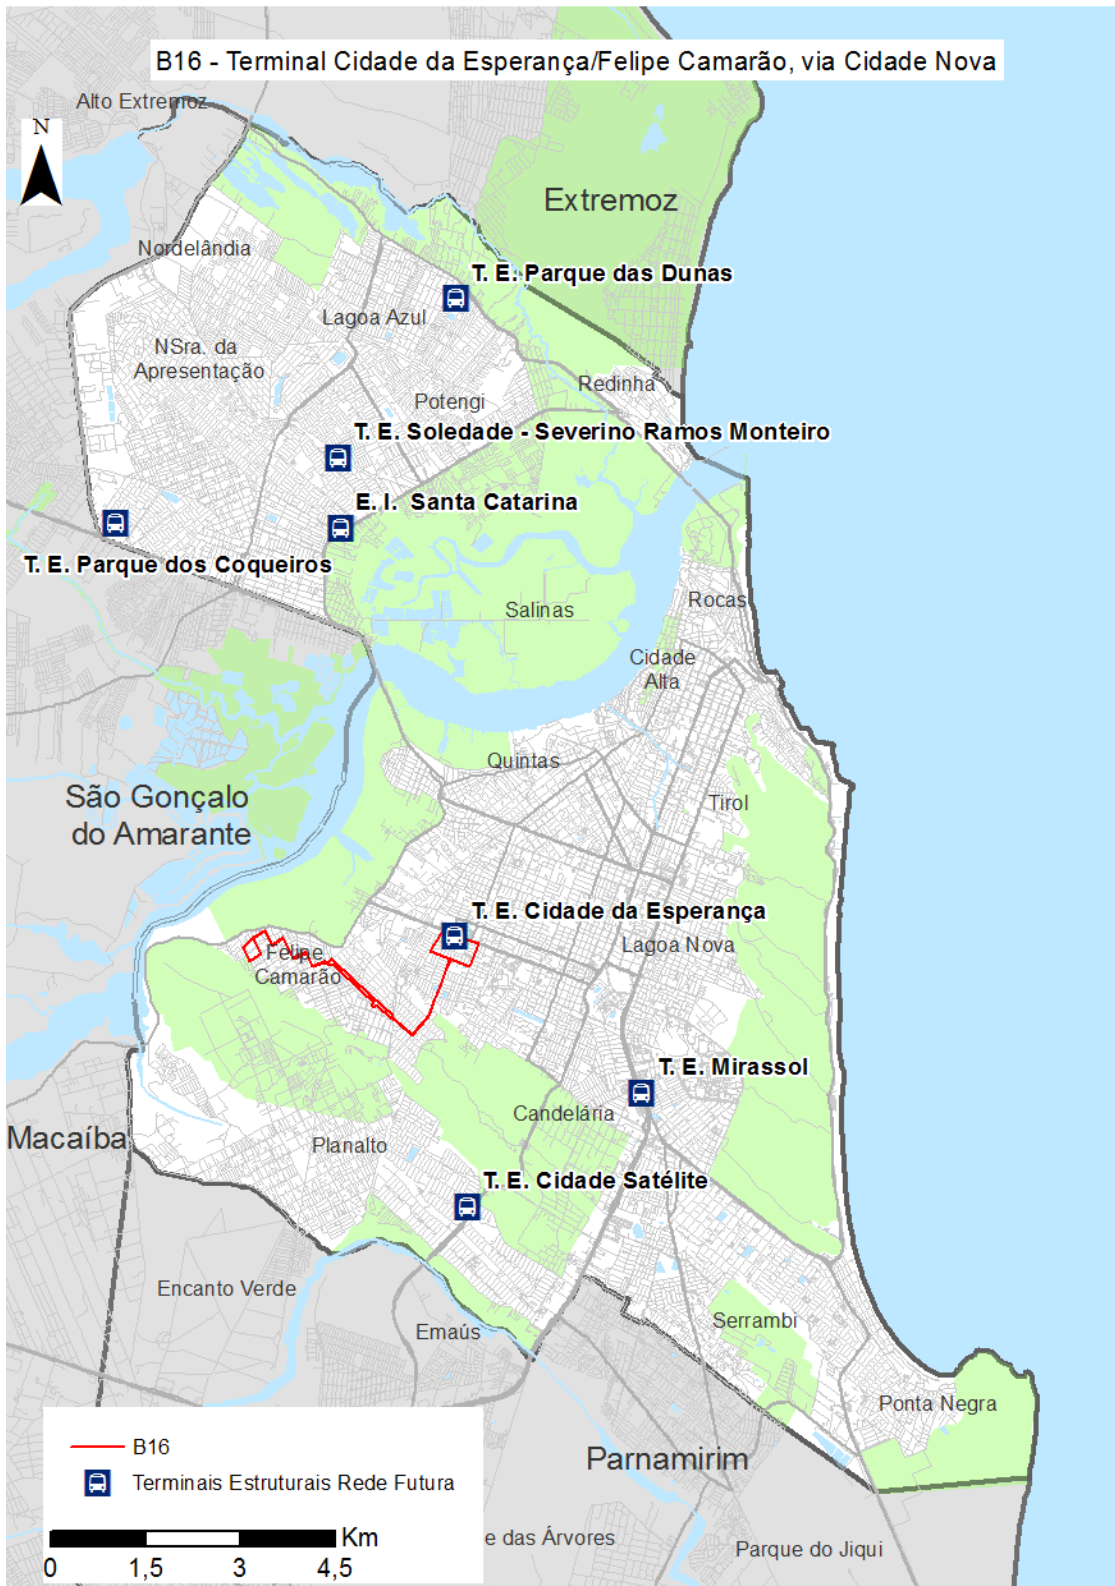 B16 - Terminal Cidade da Esperança/Felipe Camarão, via Cidade Nova
Alto Extremoz
N
Extremoz
Nordelândia
T. E. Parque das Dunas
Lagoa Azul
NSra. da
Apresentação
Redinha
Potengi
T. E. Soledade - Severino Ramos Monteiro
E. I. Santa Catarina
T. E. Parque dos Coqueiros
Salinas
Rocas
Cidade
Alta
Quintas
São Gonçalo
do Amarante
Tirol
T. E. Cidade da Esperança
Lagoa Nova
Felipe
Camarão
T. E. Mirassol
Candelária
Macaíba
Planalto
T. E. Cidade Satélite
Encanto Verde
Emaús
Serrambi
Ponta Negra
B16
Parnamirim
Terminais Estruturais Rede Futura
Km
e das Árvores
Parque do Jiqui
0 1,5 3 4,5